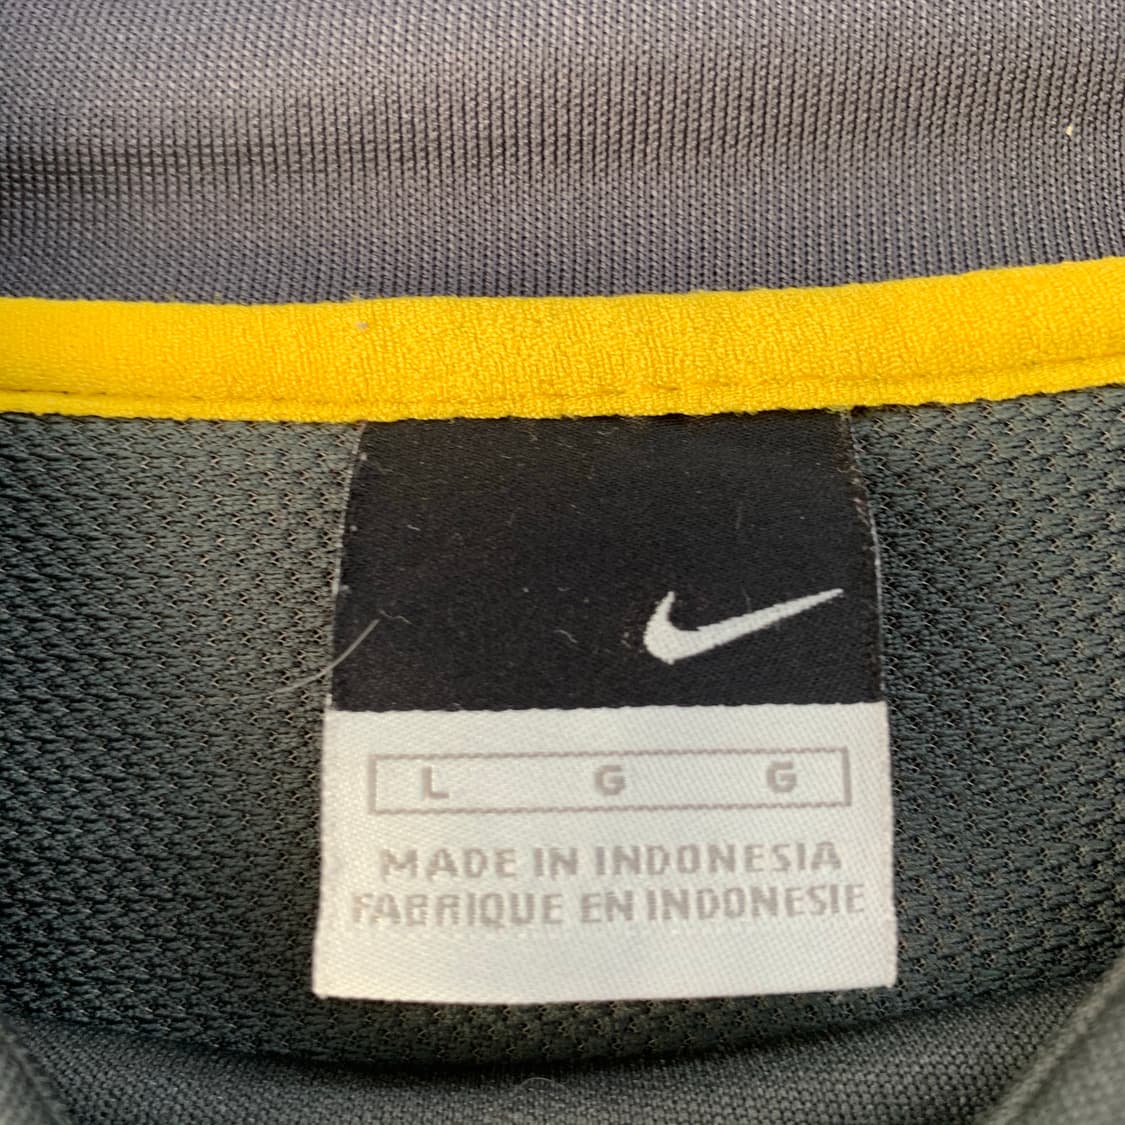 L G G
MADE IN INDONESIA
FABRIQUE EN INDONESIE